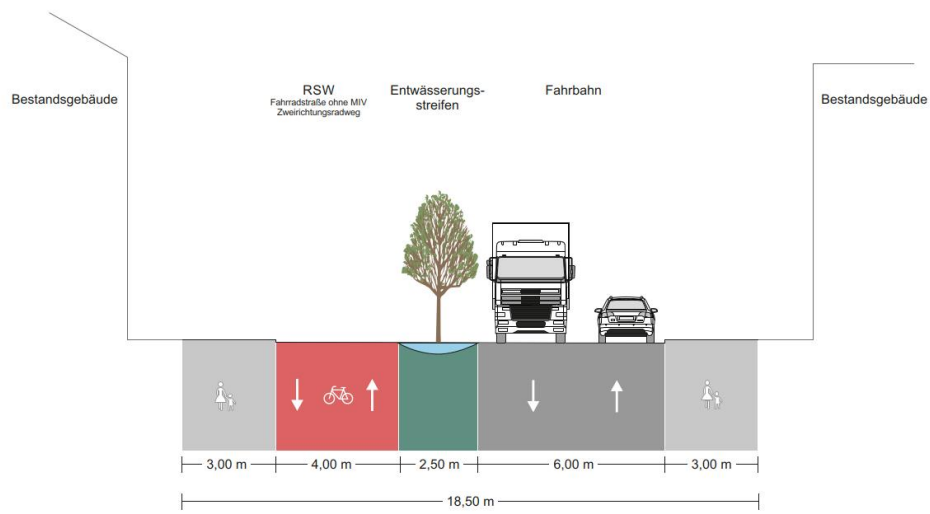 Bestandsgebäude
RSW
Fahrradstraße ohne MIV
Zweirichtungsradweg
Entwässerungs-
streifen
Fahrbahn
Bestandsgebäude
3,00 m
4,00 m
2,50 m
6,00 m
3,00 m
18,50 m